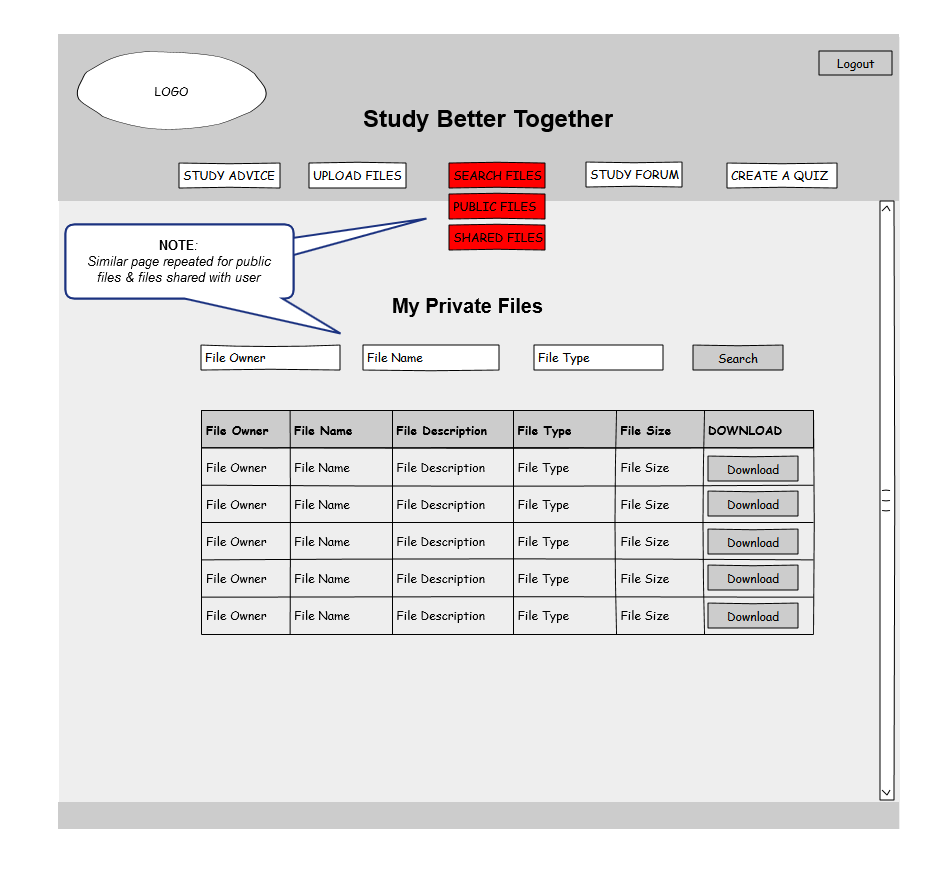 Logout
LOGO
Study Better Together
STUDY ADVICE UPLOAD FILES SEARCH FILES STUDY FORUM CREATE A QUIZ
PUBLIC FILES
SHARED FILES
NOTE:
Similar page repeated for public
files & files shared with user
My Private Files
File Owner File Name File Type Search
File Owner File Name File Description File Type File Size DOWNLOAD
File Owner File Name File Description File Type File Size Download
File Owner File Name File Description File Type File Size Download
File Owner File Name File Description File Type File Size Download
File Owner File Name File Description File Type File Size Download
File Owner File Name File Description File Type File Size Download